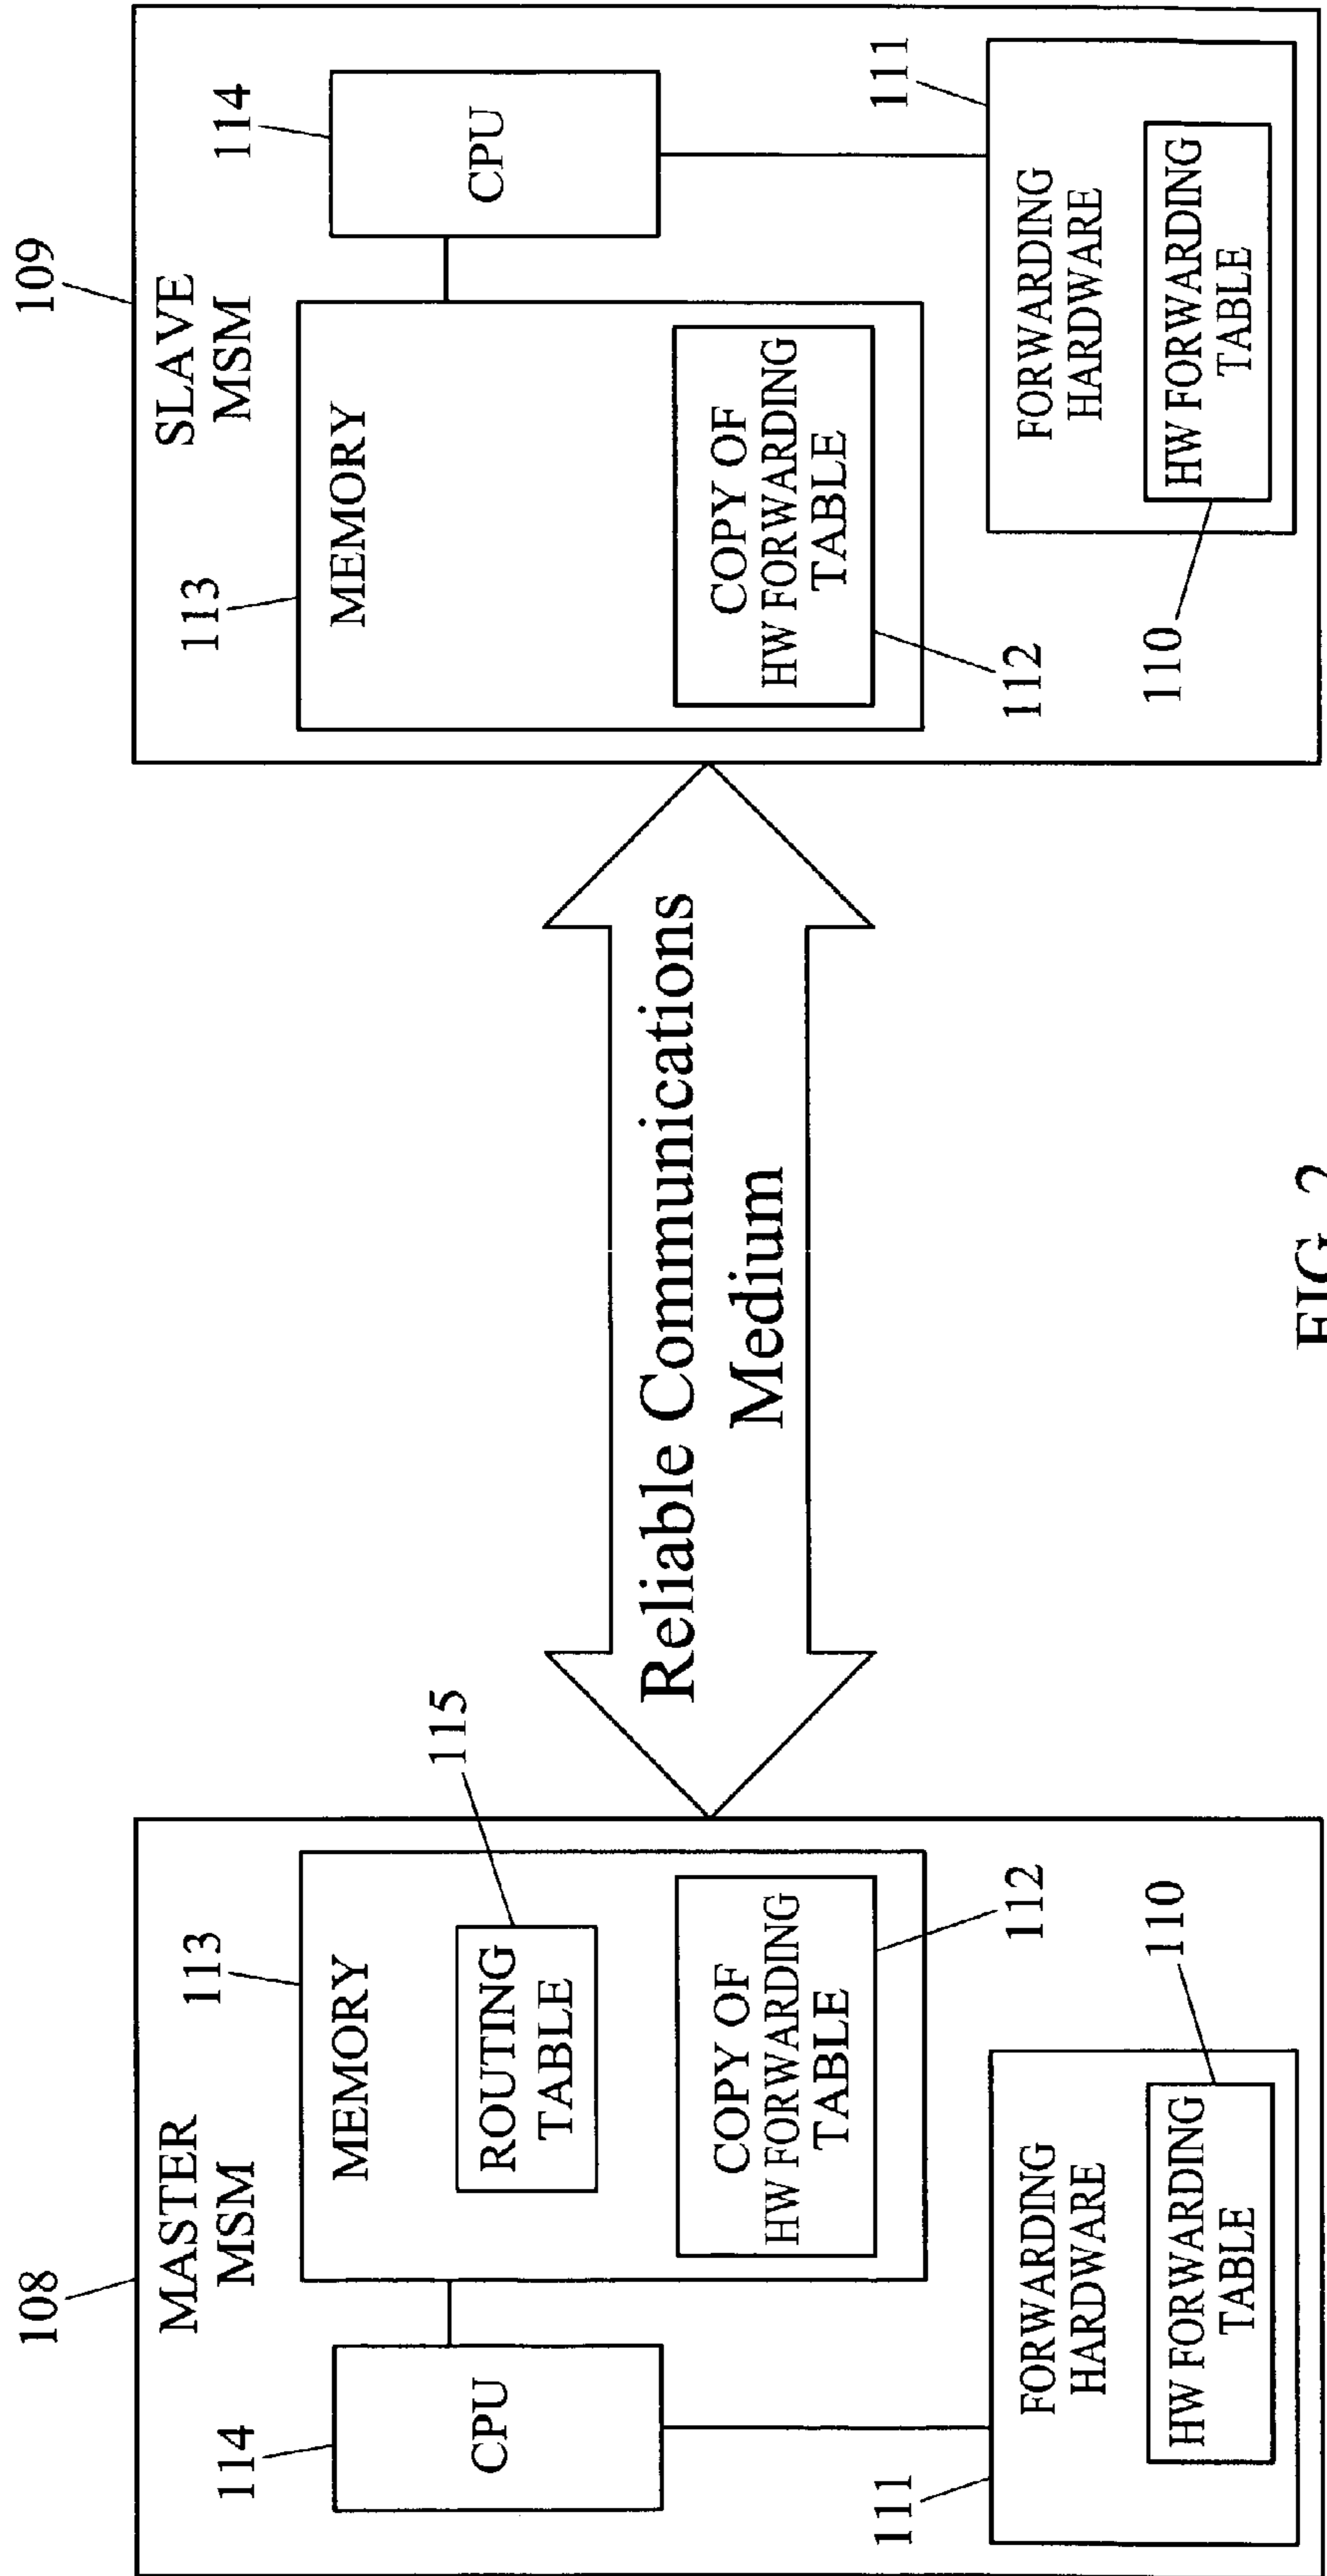 108
MASTER
MSM
114
CPU
113
MEMORY
115
ROUTING
TABLE
COPY OF
HW FORWARDING
TABLE
112
111
FORWARDING
HARDWARE
HW FORWARDING
TABLE
110
Reliable Communications
Medium
109
SLAVE
MSM
113
MEMORY
114
CPU
COPY OF
HW FORWARDING
TABLE
112
111
FORWARDING
HARDWARE
HW FORWARDING
TABLE
110
FIG. 2